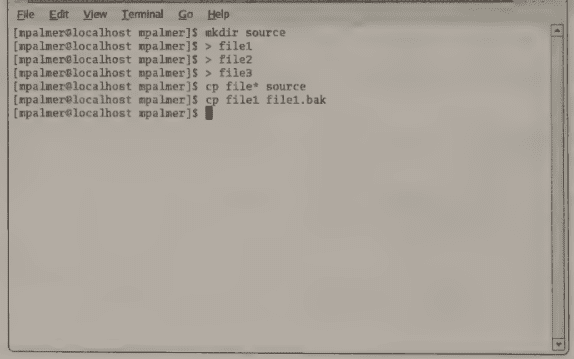 File Edit View Terminal Go Help
[mpalmer@localhost mpalmer]$ mkdir source
[mpalmer@localhost mpalmer]$ > file1
[mpalmer@localhost mpalmer]$ > file2
[mpalmer@localhost mpalmer]$ > file3
[mpalmer@localhost mpalmer]$ cp file* source
[mpalmer@localhost mpalmer]$ cp file1 file1.bak
[mpalmer@localhost mpalmer]$